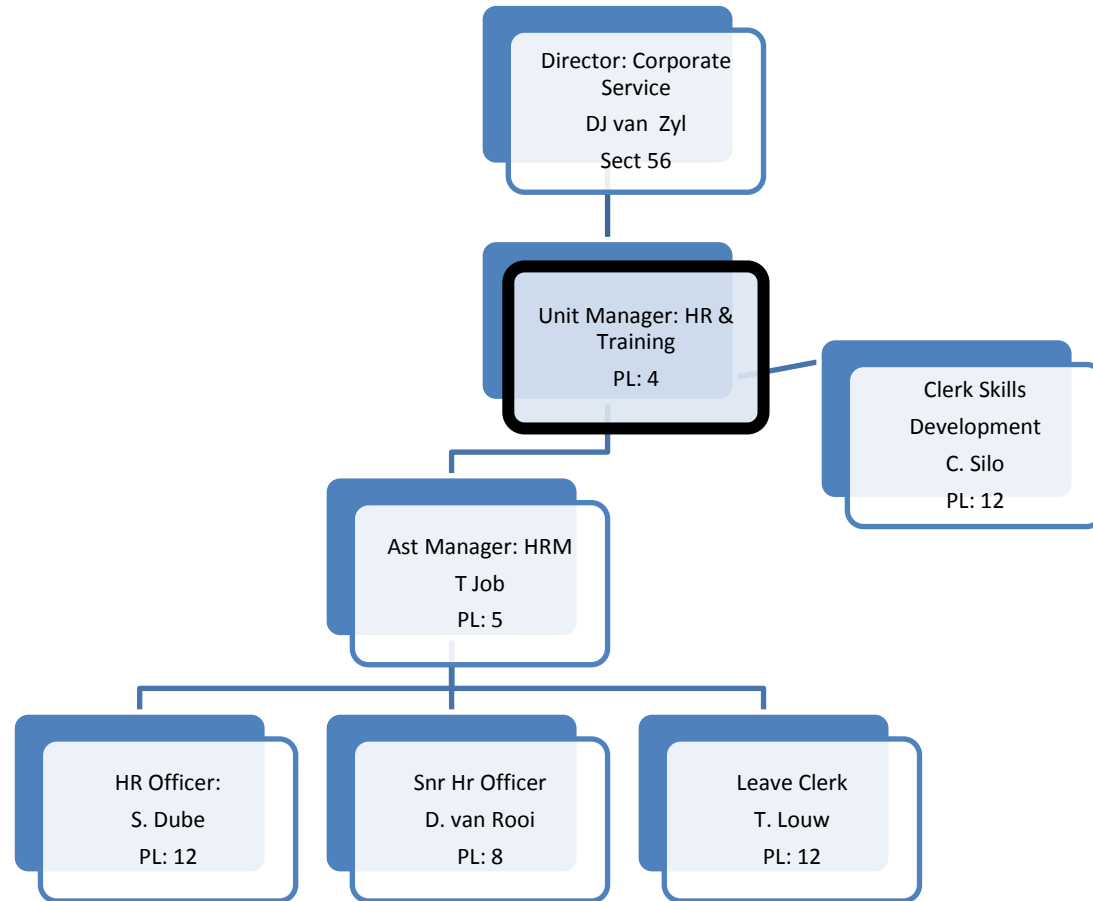 Director: Corporate
Service
DJ van  Zyl
Sect 56
Unit Manager: HR &
Training
PL: 4
Clerk Skills
Development
C. Silo
PL: 12
Ast Manager: HRM
T Job
PL: 5
HR Officer:
S. Dube
PL: 12
Snr Hr Officer
D. van Rooi
PL: 8
Leave Clerk
T. Louw
PL: 12